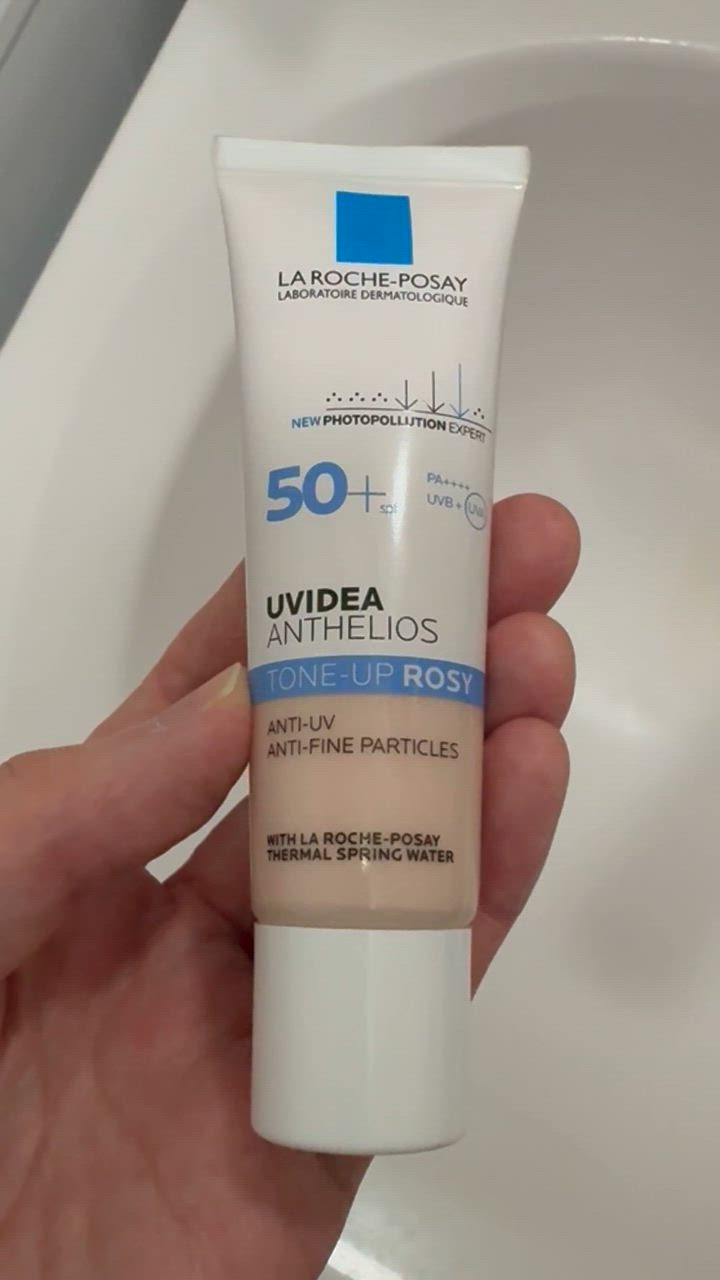 LA ROCHE-POSAY
LABORATOIRE DERMATOLOGIQUE
NEW PHOTOPOLLUTION EXPERT
50+ SPF
PA++++
UVB + UVA
UVIDEA
ANTHELIOS
TONE-UP ROSY
ANTI-UV
ANTI-FINE PARTICLES
WITH LA ROCHE-POSAY
THERMAL SPRING WATER